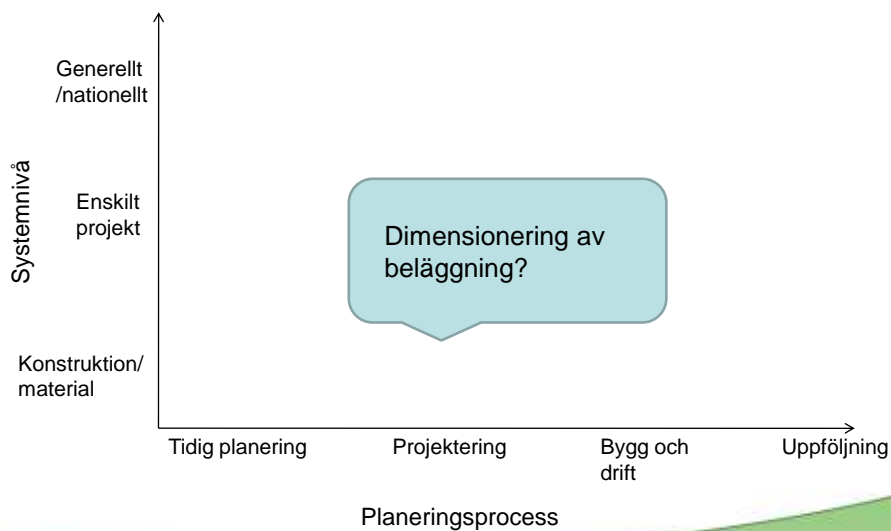 Generellt
/nationellt
Systemnivå
Enskilt
projekt
Dimensionering av
beläggning?
Konstruktion/
material
Tidig planering
Projektering
Bygg och
drift
Uppföljning
Planeringsprocess